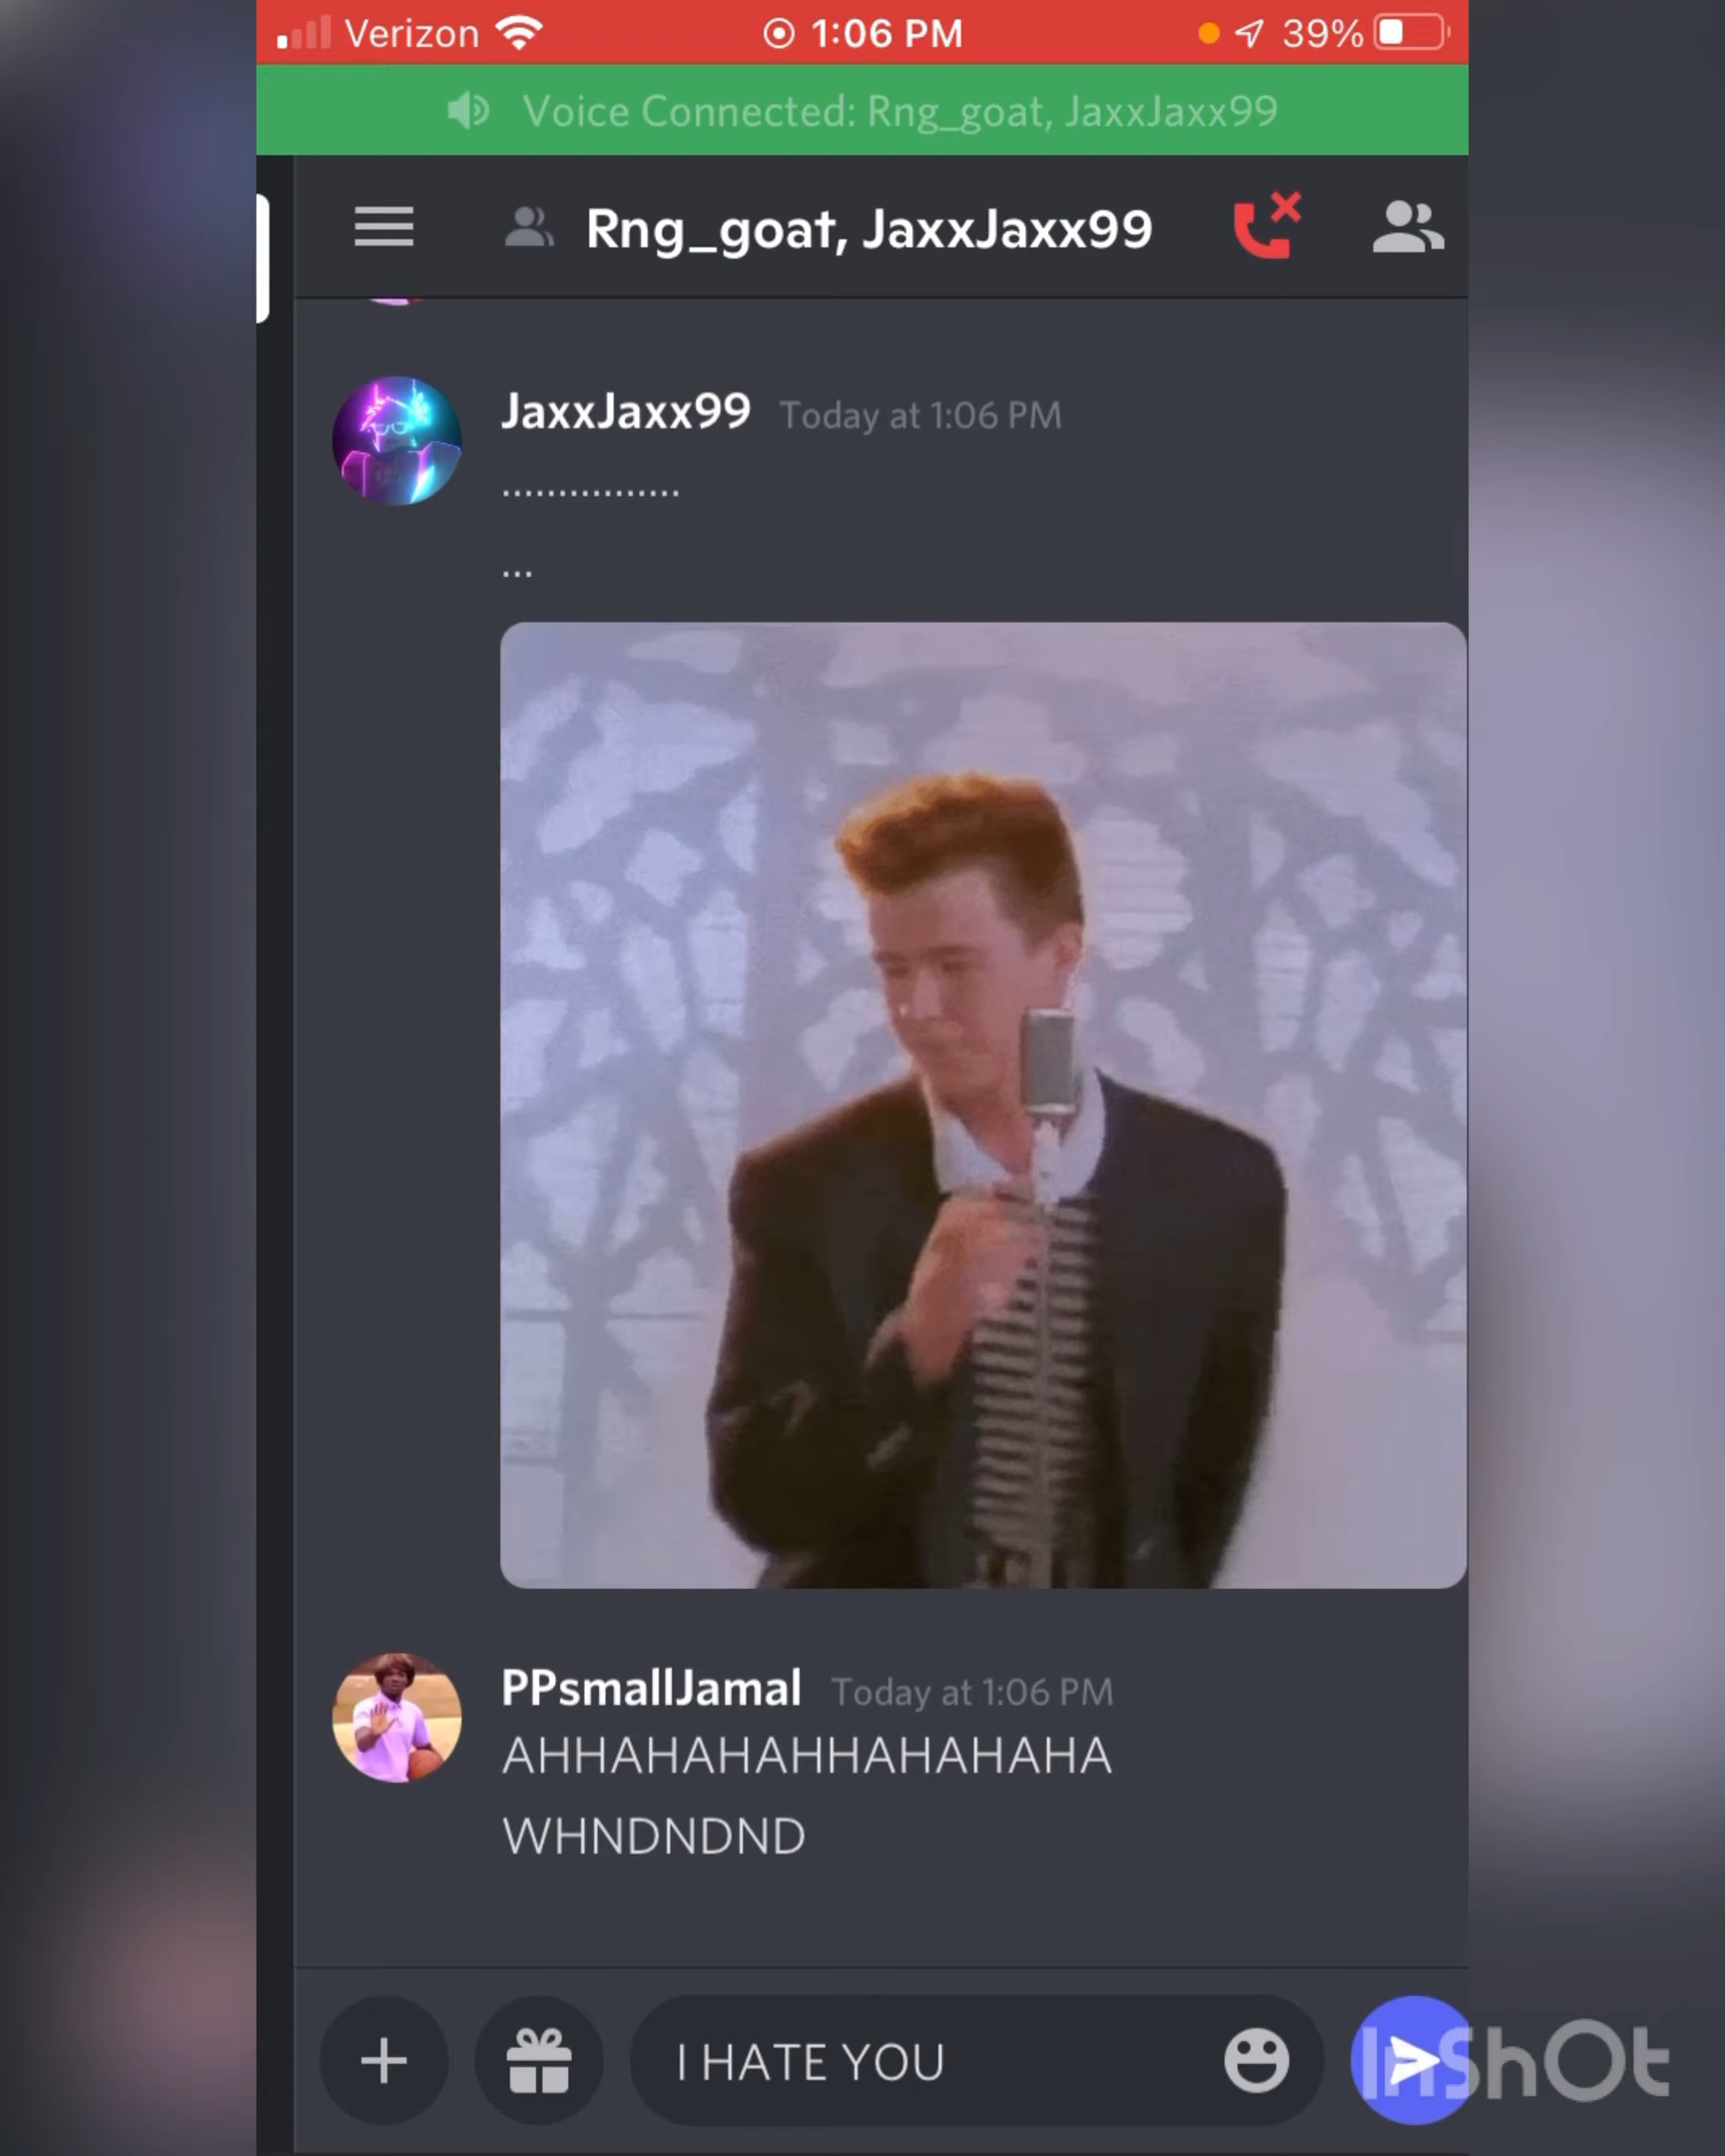 Verizon 1:06 PM 39%
Voice Connected: Rng_goat, JaxxJaxx99
Rng_goat, JaxxJaxx99
JaxxJaxx99 Today at 1:06 PM
................
...
PPsmallJamal Today at 1:06 PM
AHHAHAHAHHAHAHAHA
WHNDNDND
I HATE YOU
InShOt